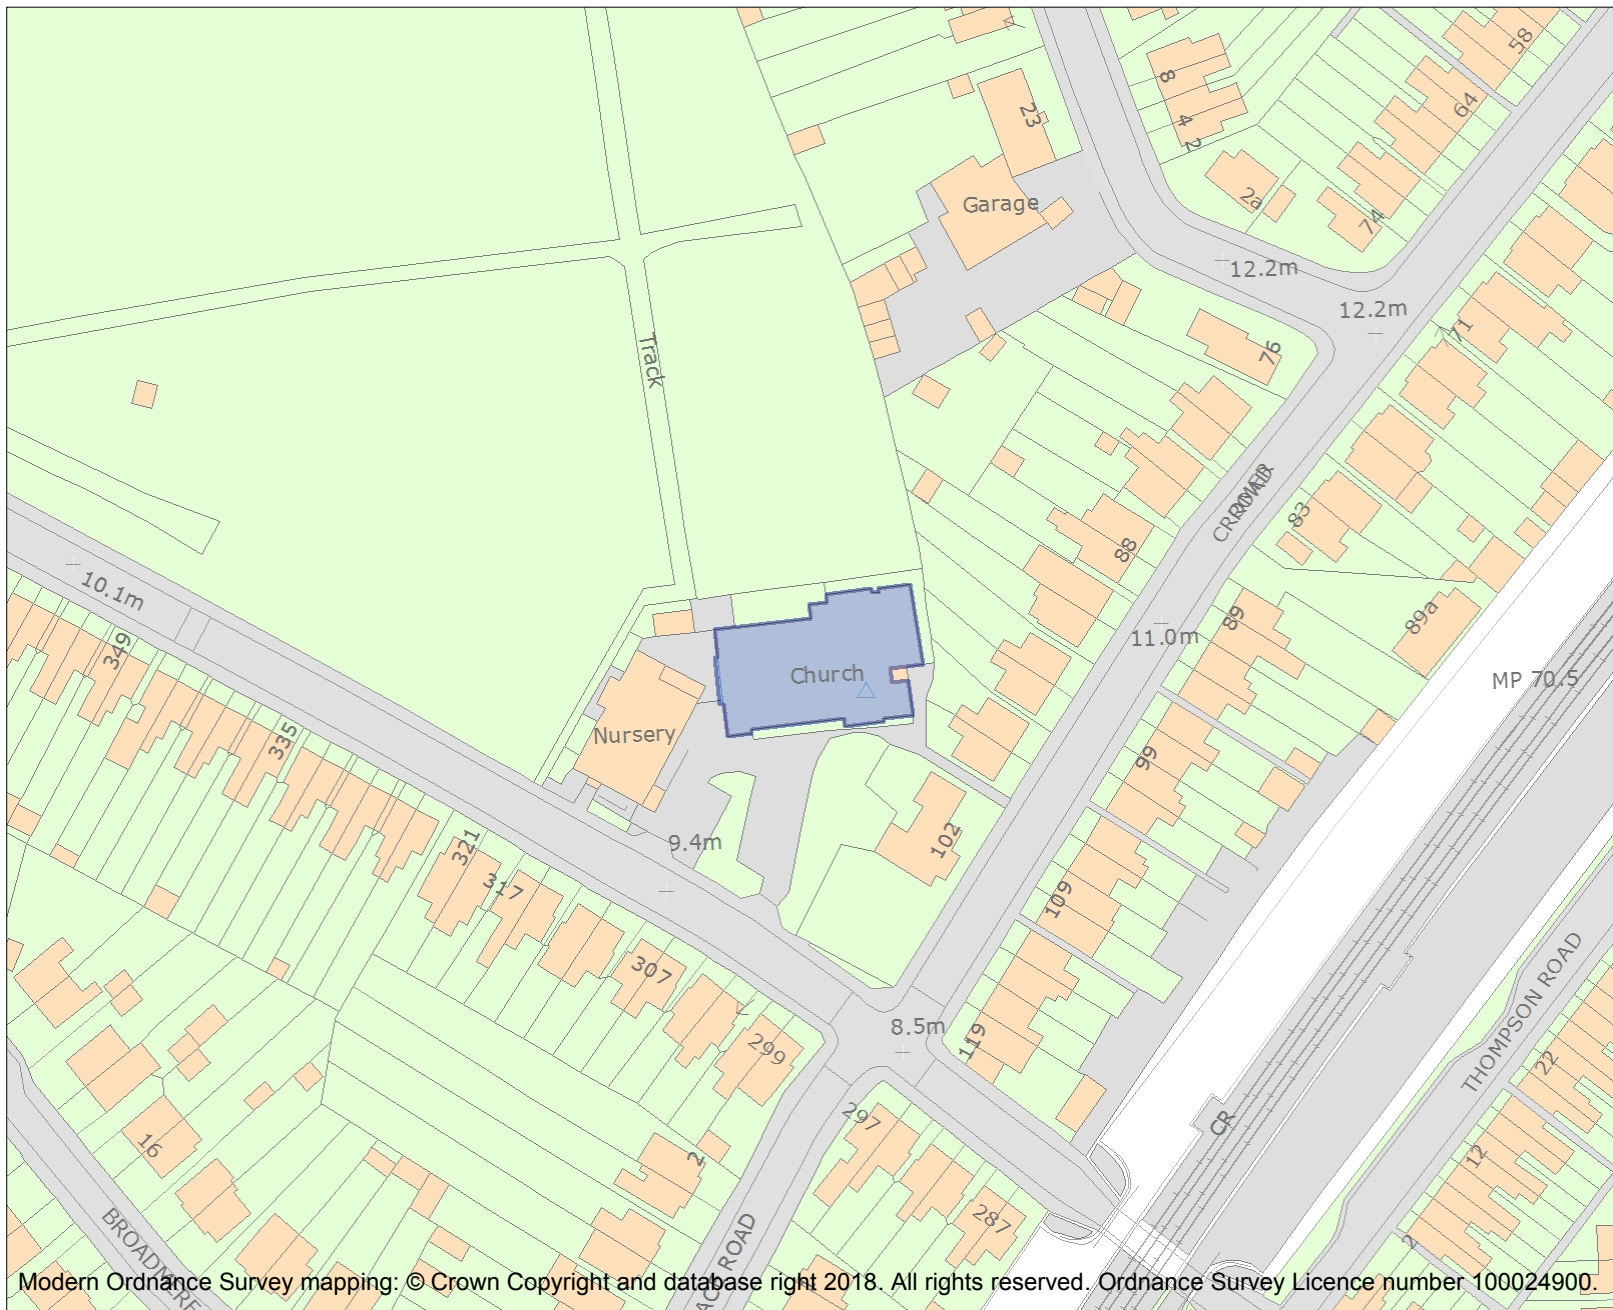 58
8
64
23
4
2
Garage
2a
74
12.2m
12.2m
71
76
Track
CROMER
ROAD
83
88
10.1m
89
89a
11.0m
349
Church
MP 70.5
Nursery
335
99
102
9.4m
321
317
109
307
THOMPSON ROAD
8.5m
299
119
22
297
CR
16
2
12
287
2
ROAD
Modern Ordnance Survey mapping: © Crown Copyright and database right 2018. All rights reserved. Ordnance Survey Licence number 100024900.